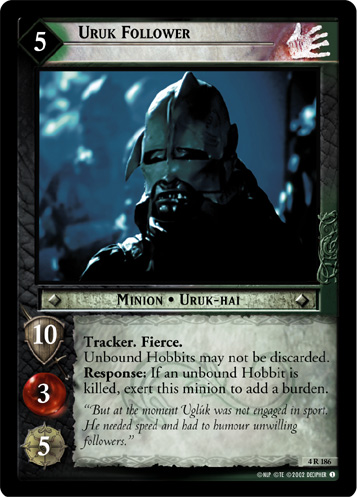 5
Uruk Follower
Minion • Uruk-hai
10
3
5
Tracker. Fierce.
Unbound Hobbits may not be discarded.
Response: If an unbound Hobbit is
killed, exert this minion to add a burden.
“‘But at the moment Uglúk was not engaged in sport.
He needed speed and had to humour unwilling
followers.”
4 R 186
©NLP ©TE ©2002 DECIPHER